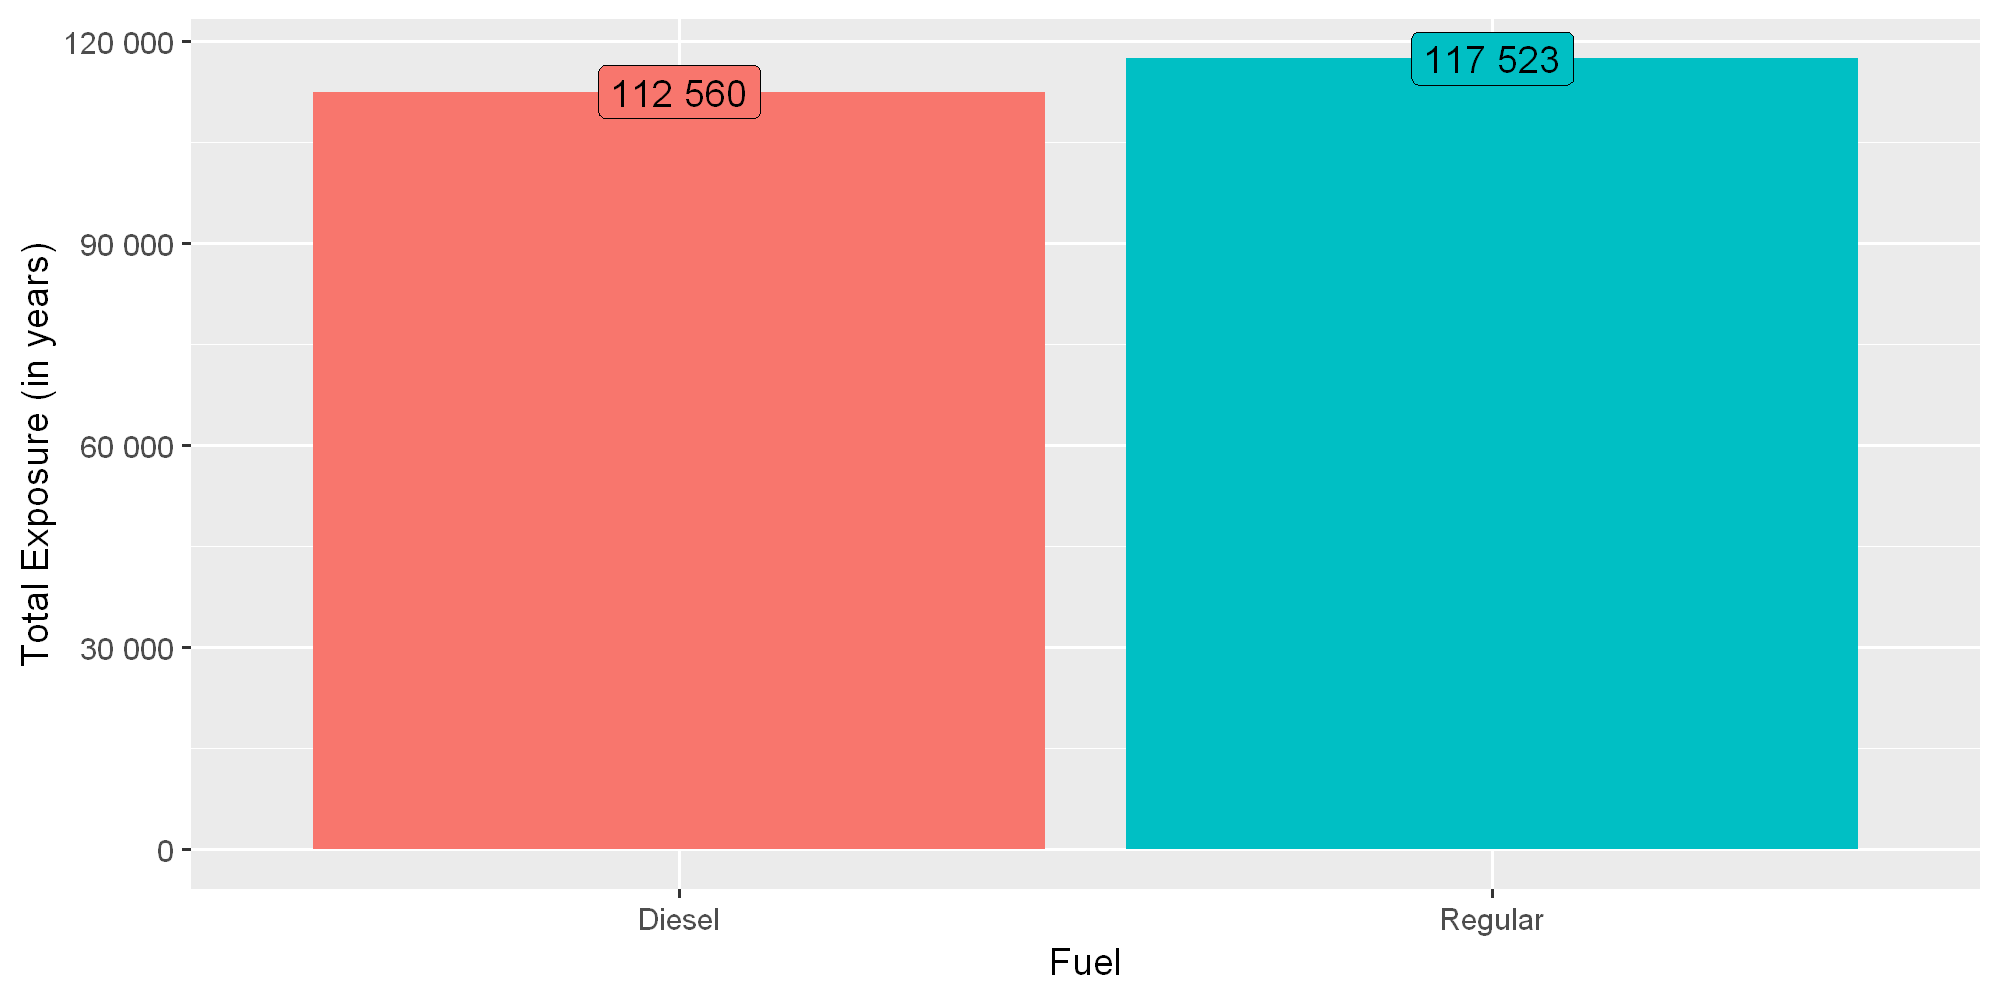 Total Exposure (in years)
120 000
90 000
60 000
30 000
0
112 560
117 523
Diesel
Regular
Fuel